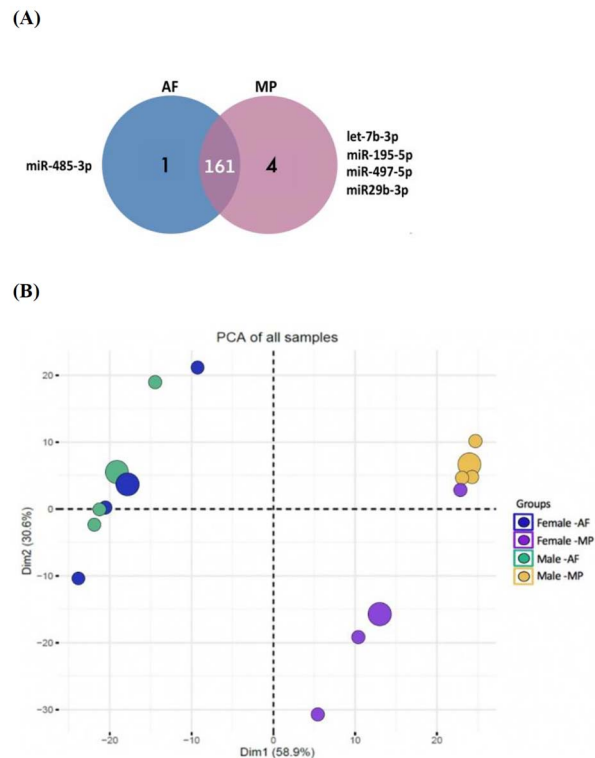 (A)
AF MP
miR-485-3p 1 161 4
let-7b-3p
miR-195-5p
miR-497-5p
miR29b-3p
(B)
PCA of all samples
20
10
0
−10
−20
−30
Dim2 (30.6%)
−20 −10 0 10 20
Dim1 (58.9%)
Groups
Female -AF
Female -MP
Male -AF
Male -MP